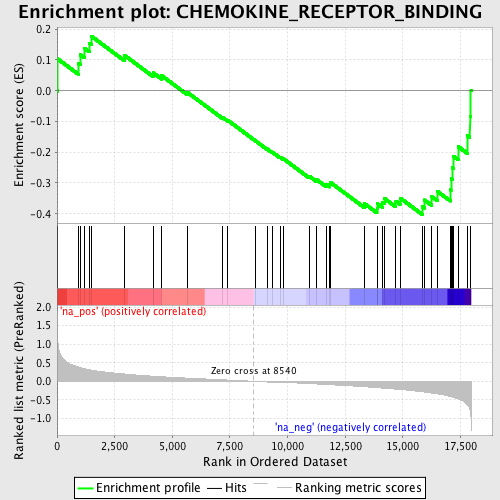 Enrichment plot: CHEMOKINE_RECEPTOR_BINDING
Enrichment score (ES)
0.2
0.1
0.0
-0.1
-0.2
-0.3
-0.4
'na_pos' (positively correlated)
Ranked list metric (PreRanked)
2.0
1.5
1.0
0.5
0.0
-0.5
-1.0
Zero cross at 8540
'na_neg' (negatively correlated)
0
2,500
5,000
7,500
10,000
12,500
15,000
17,500
Rank in Ordered Dataset
Enrichment profile
Hits
Ranking metric scores